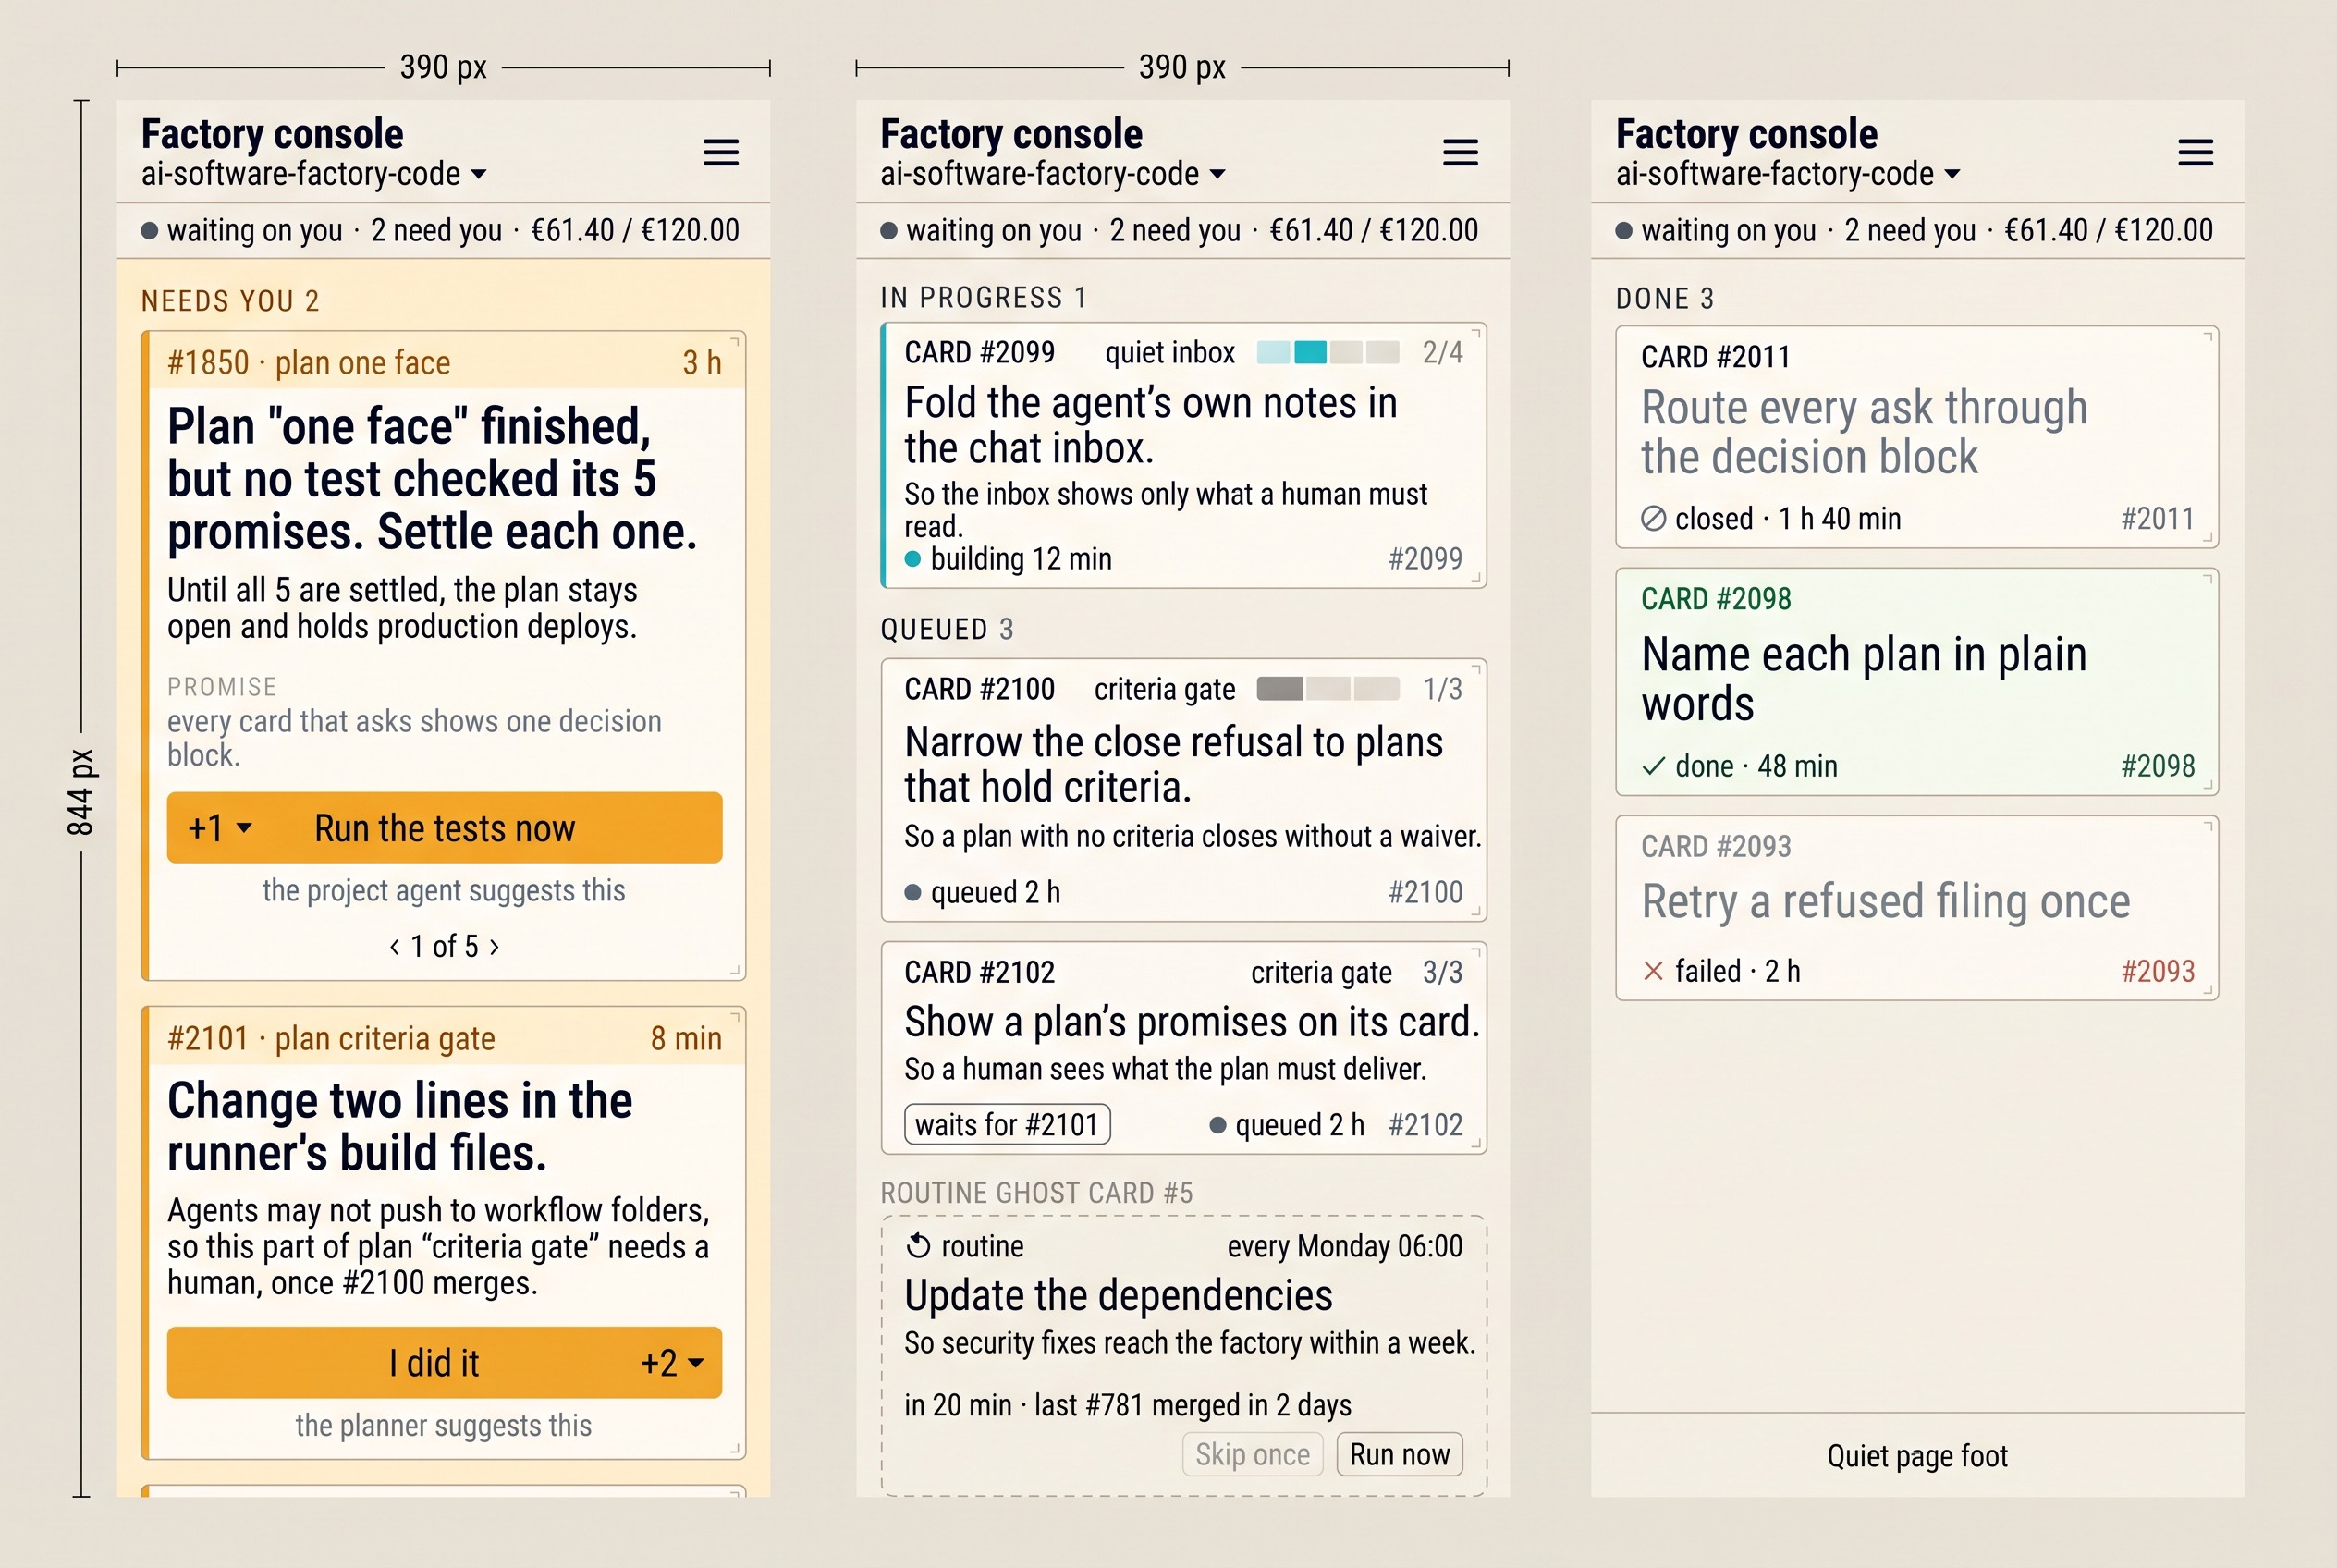 390 px
844 px
Factory console
ai-software-factory-code
waiting on you · 2 need you · €61.40 / €120.00
NEEDS YOU 2
#1850 · plan one face 3 h
Plan "one face" finished,
but no test checked its 5
promises. Settle each one.
Until all 5 are settled, the plan stays
open and holds production deploys.
PROMISE
every card that asks shows one decision
block.
+1 Run the tests now
the project agent suggests this
‹ 1 of 5 ›
#2101 · plan criteria gate 8 min
Change two lines in the
runner's build files.
Agents may not push to workflow folders,
so this part of plan “criteria gate” needs a
human, once #2100 merges.
I did it +2
the planner suggests this
390 px
Factory console
ai-software-factory-code
waiting on you · 2 need you · €61.40 / €120.00
IN PROGRESS 1
CARD #2099 quiet inbox 2/4
Fold the agent’s own notes in
the chat inbox.
So the inbox shows only what a human must
read.
building 12 min #2099
QUEUED 3
CARD #2100 criteria gate 1/3
Narrow the close refusal to plans
that hold criteria.
So a plan with no criteria closes without a waiver.
queued 2 h #2100
CARD #2102 criteria gate 3/3
Show a plan’s promises on its card.
So a human sees what the plan must deliver.
waits for #2101 queued 2 h #2102
ROUTINE GHOST CARD #5
routine every Monday 06:00
Update the dependencies
So security fixes reach the factory within a week.
in 20 min · last #781 merged in 2 days
Skip once Run now
Factory console
ai-software-factory-code
waiting on you · 2 need you · €61.40 / €120.00
DONE 3
CARD #2011
Route every ask through
the decision block
closed · 1 h 40 min #2011
CARD #2098
Name each plan in plain
words
done · 48 min #2098
CARD #2093
Retry a refused filing once
failed · 2 h #2093
Quiet page foot